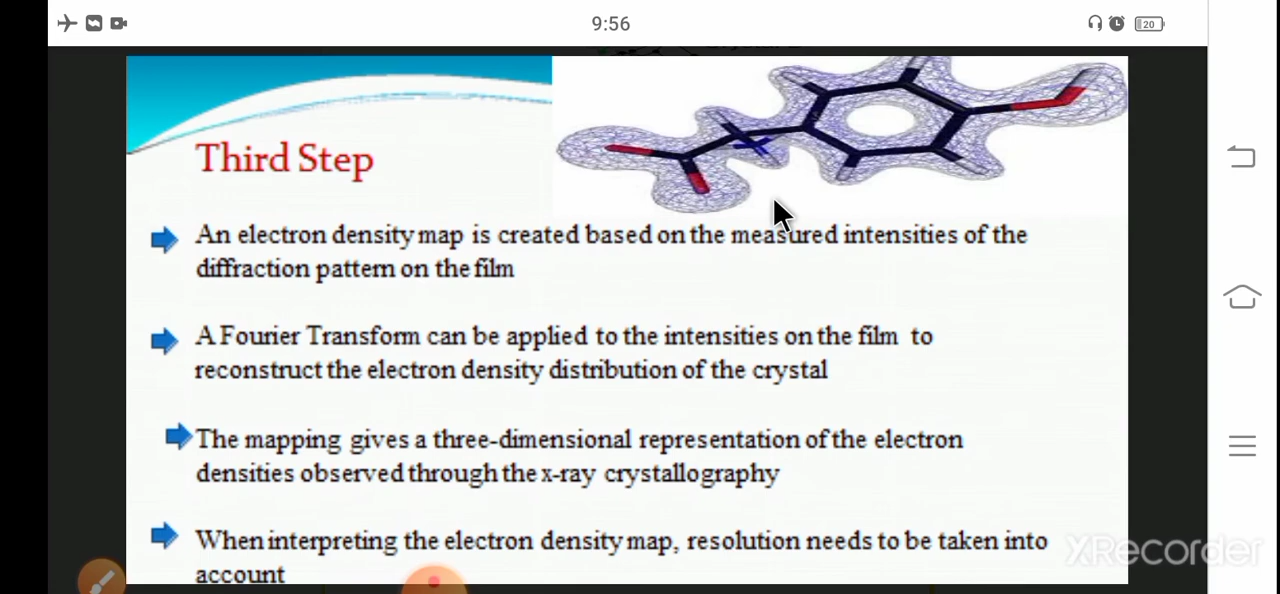 9:56
20
Third Step
An electron density map is created based on the measured intensities of the
diffraction pattern on the film
A Fourier Transform can be applied to the intensities on the film to
reconstruct the electron density distribution of the crystal
The mapping gives a three-dimensional representation of the electron
densities observed through the x-ray crystallography
When interpreting the electron density map, resolution needs to be taken into
account
XRecorder